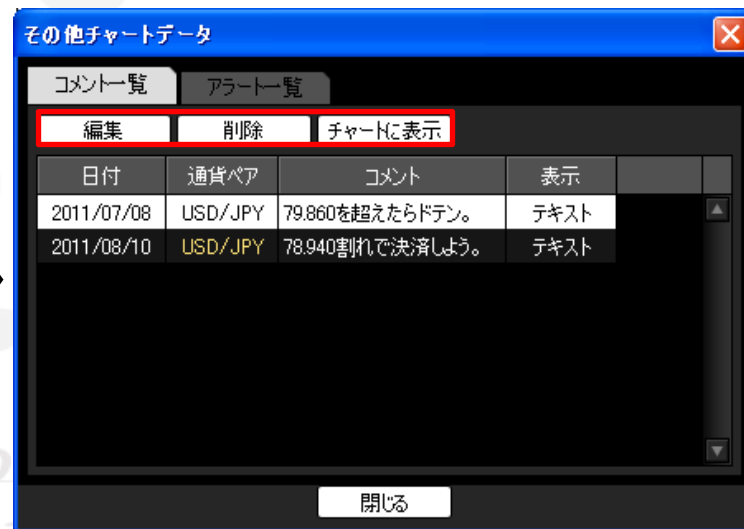 その他チャートデータ
コメント一覧 アラート一覧
編集 削除 チャートに表示
日付 通貨ペア コメント 表示
2011/07/08 USD/JPY 79.860を超えたらドテン。 テキスト
2011/08/10 USD/JPY 78.940割れで決済しよう。 テキスト
閉じる